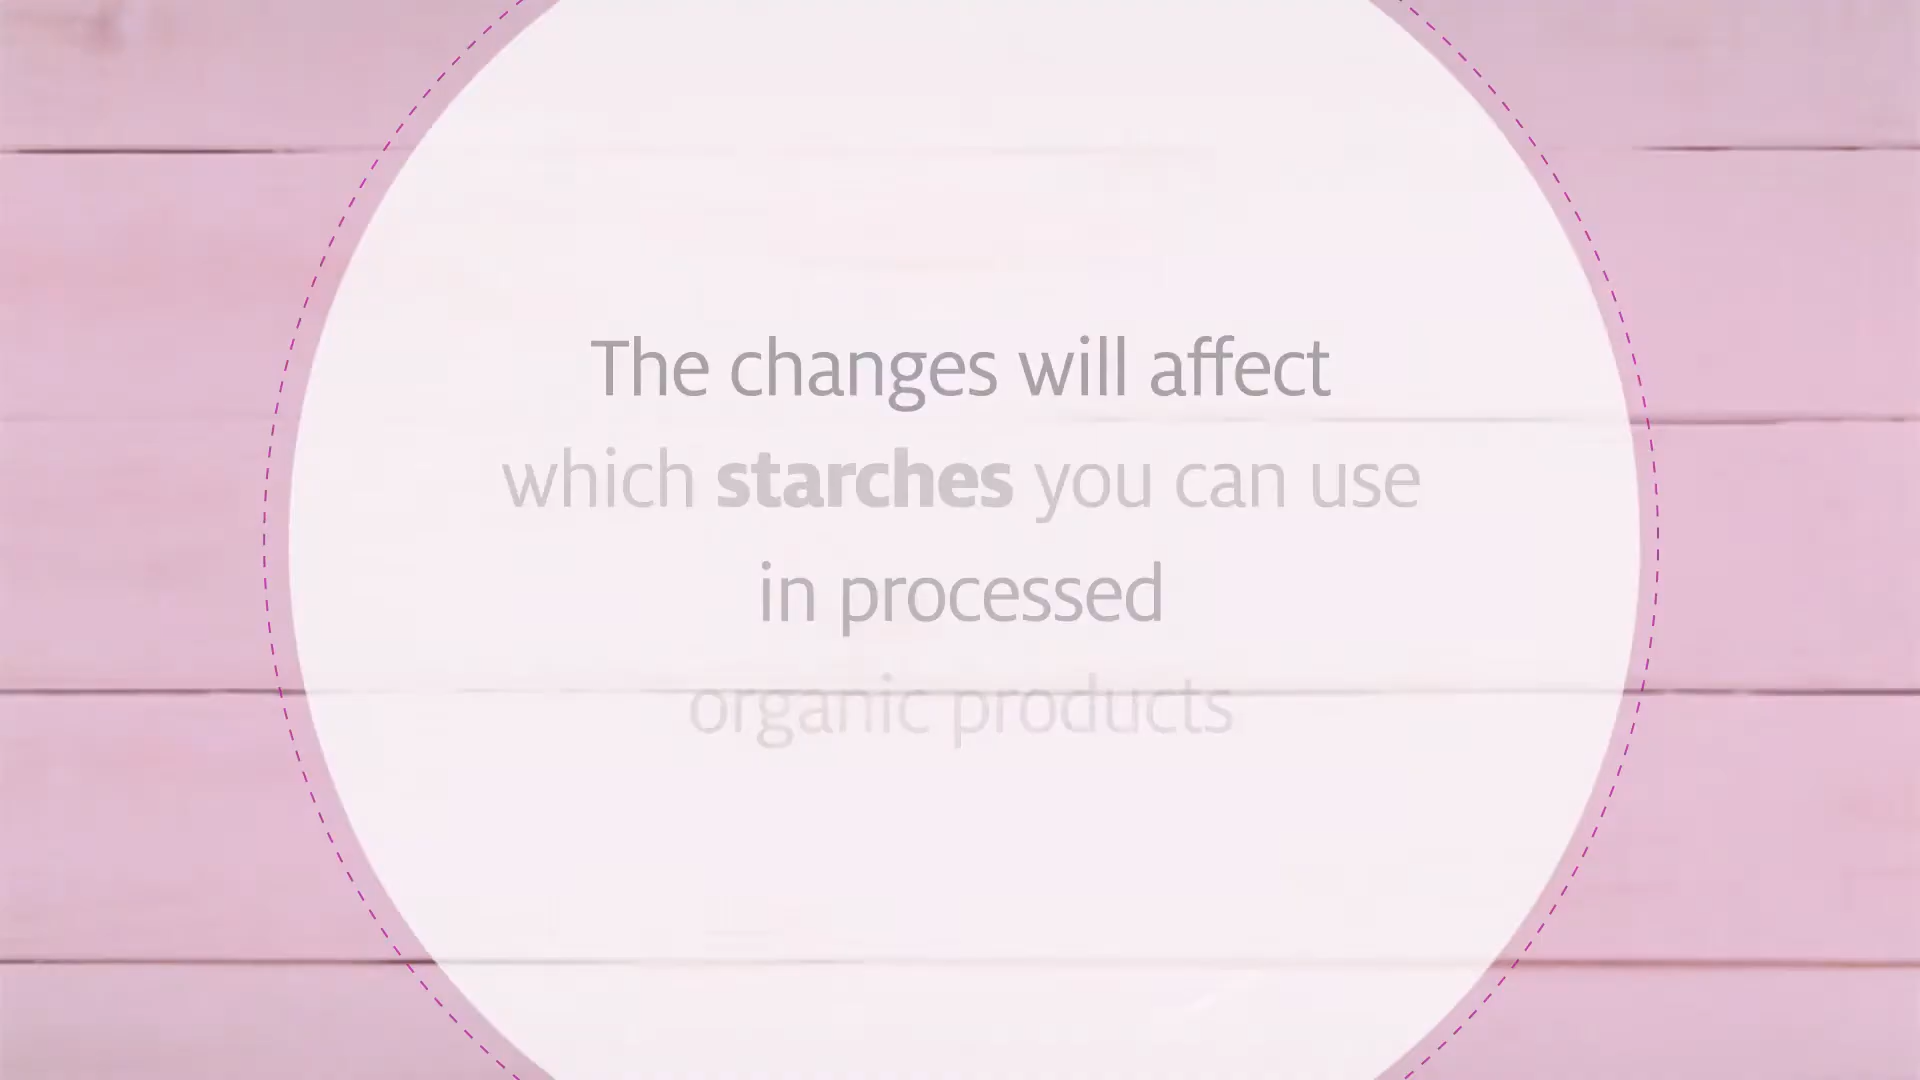 The changes will affect
which starches you can use
in processed
organic products